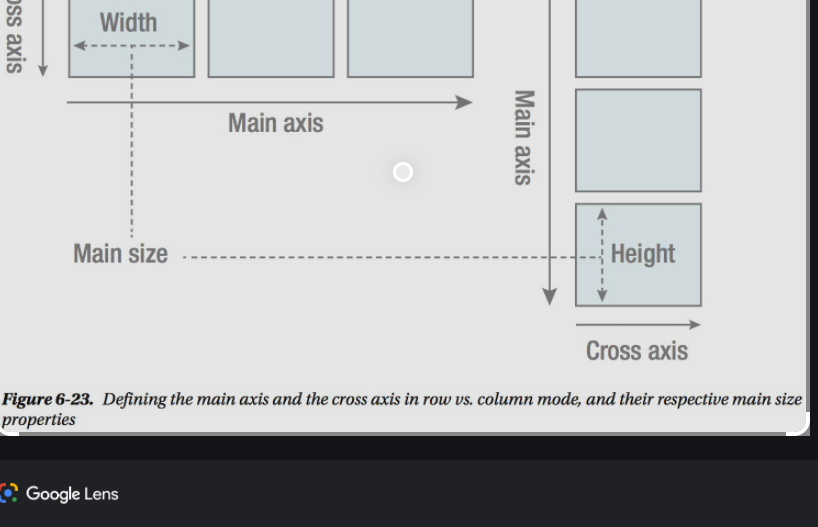 Width
axis
Main axis
Main axis
Main size
Height
Cross axis
Figure 6-23. Defining the main axis and the cross axis in row vs. column mode, and their respective main size
properties
Google Lens